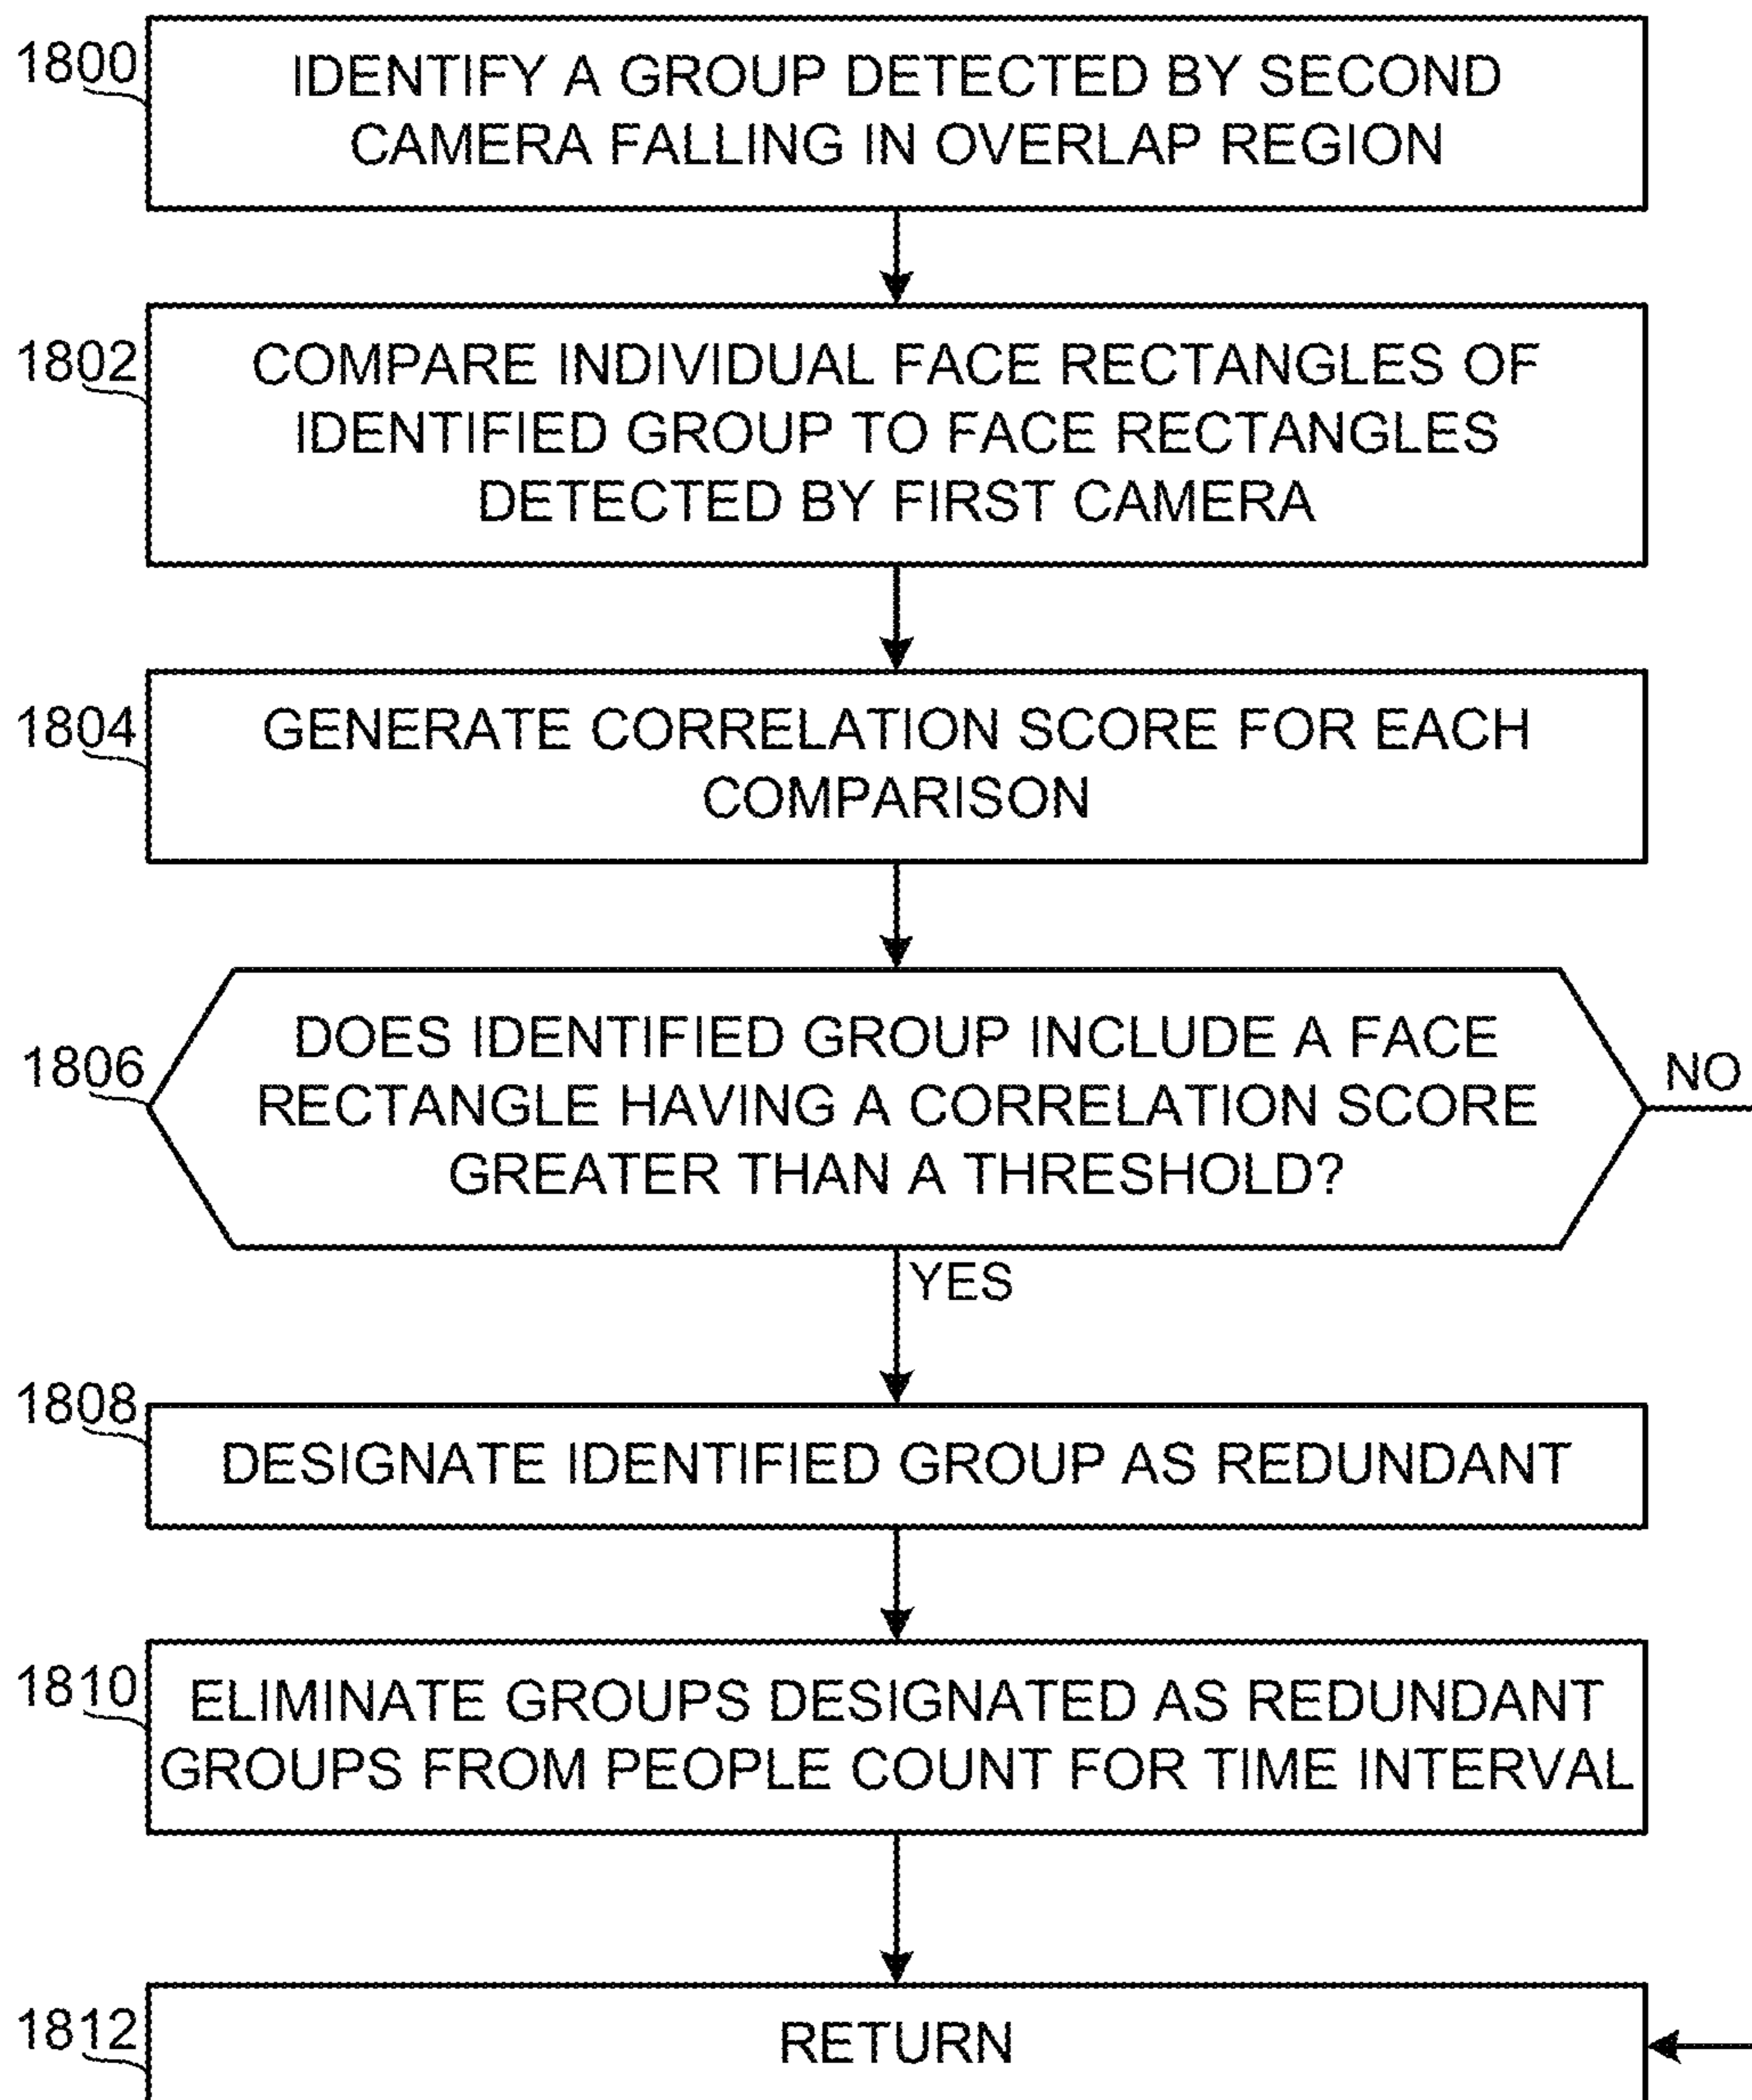 1800
IDENTIFY A GROUP DETECTED BY SECOND
CAMERA FALLING IN OVERLAP REGION
1802
COMPARE INDIVIDUAL FACE RECTANGLES OF
IDENTIFIED GROUP TO FACE RECTANGLES
DETECTED BY FIRST CAMERA
1804
GENERATE CORRELATION SCORE FOR EACH
COMPARISON
1806
DOES IDENTIFIED GROUP INCLUDE A FACE
RECTANGLE HAVING A CORRELATION SCORE
GREATER THAN A THRESHOLD?
NO
YES
1808
DESIGNATE IDENTIFIED GROUP AS REDUNDANT
1810
ELIMINATE GROUPS DESIGNATED AS REDUNDANT
GROUPS FROM PEOPLE COUNT FOR TIME INTERVAL
1812
RETURN